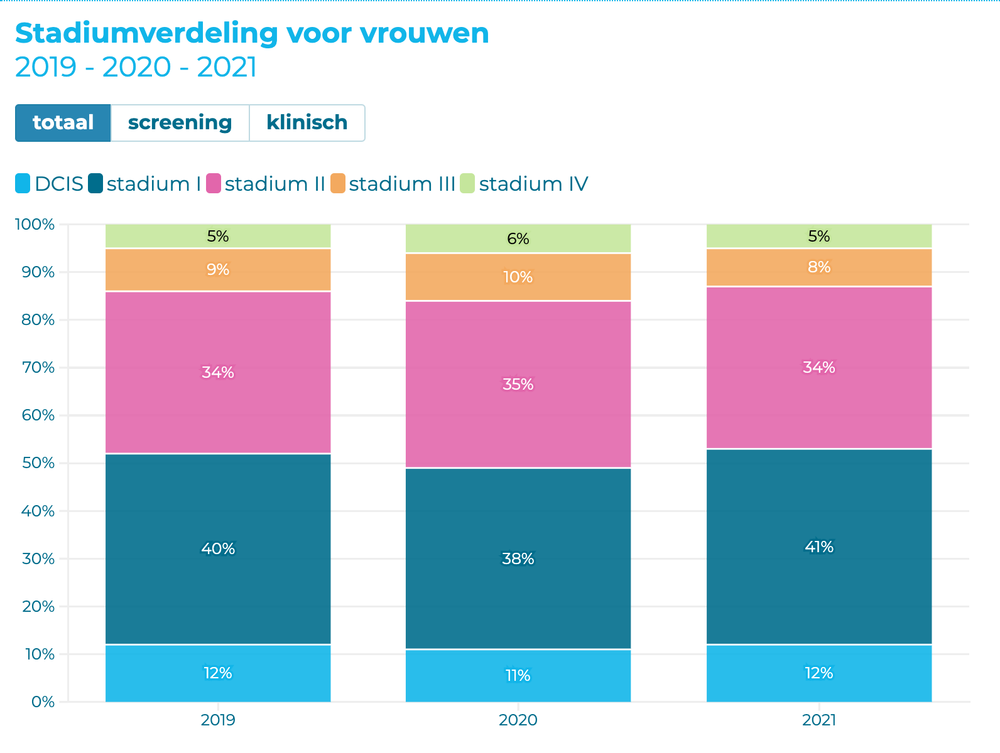 Stadiumverdeling voor vrouwen
2019 - 2020 - 2021
totaal screening klinisch
DCIS stadium I stadium II stadium III stadium IV
100%
90%
80%
70%
60%
50%
40%
30%
20%
10%
0%
5% 6% 5%
9% 10% 8%
34% 35% 34%
40% 38% 41%
12% 11% 12%
2019 2020 2021